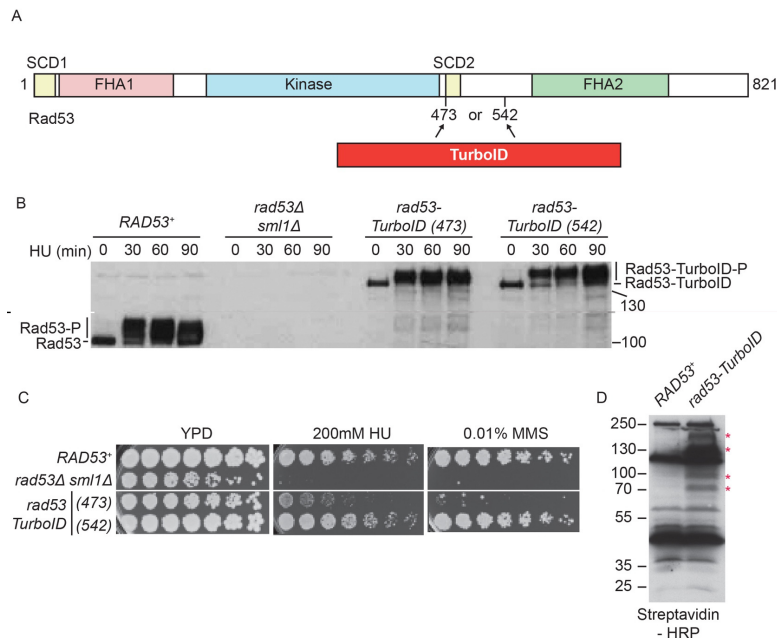 A
SCD1
SCD2
1
FHA1
Kinase
FHA2
821
Rad53
473 or 542
TurboID
B
RAD53+
rad53Δ
sml1Δ
rad53-
TurboID (473)
rad53-
TurboID (542)
HU (min)
0 30 60 90
0 30 60 90
0 30 60 90
0 30 60 90
Rad53-TurboID-P
Rad53-TurboID
130
Rad53-P
Rad53
100
C
YPD
200mM HU
0.01% MMS
RAD53+
rad53Δ sml1Δ
rad53
TurboID
(473)
(542)
D
RAD53+
rad53-TurboID
250
130
100
70
55
35
25
*
*
*
*
Streptavidin
- HRP